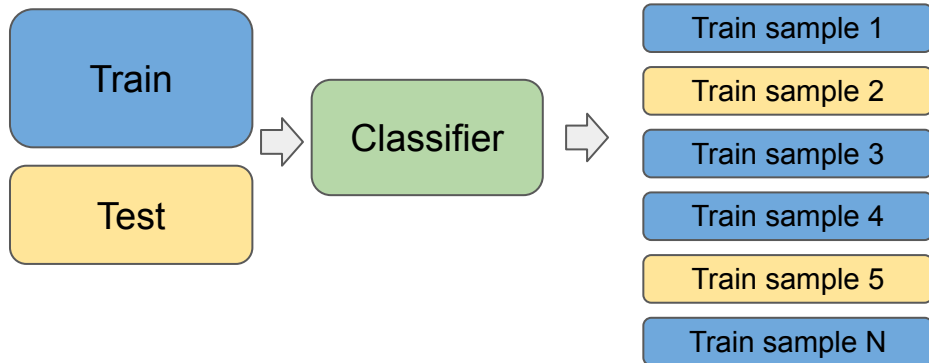 Train
Test
Classifier
Train sample 1
Train sample 2
Train sample 3
Train sample 4
Train sample 5
Train sample N